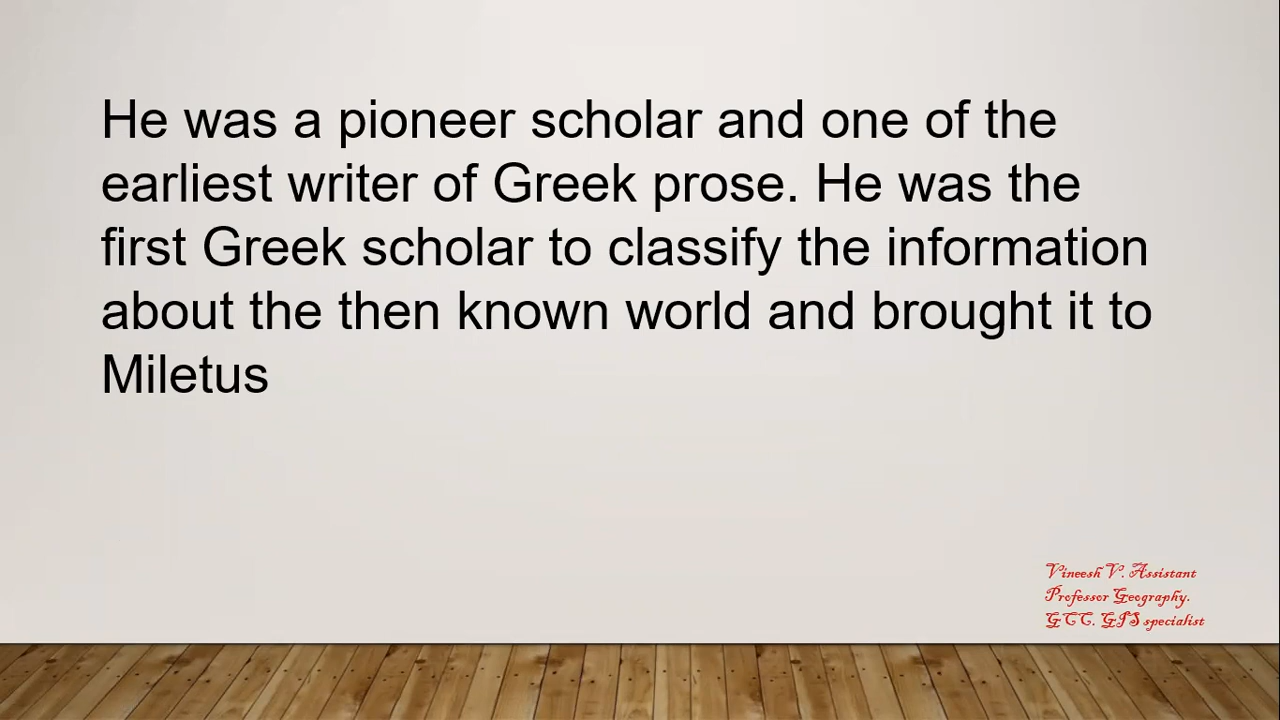 He was a pioneer scholar and one of the
earliest writer of Greek prose. He was the
first Greek scholar to classify the information
about the then known world and brought it to
Miletus
Vineesh V. Assistant
Professor Geography.
GCC. GIS specialist